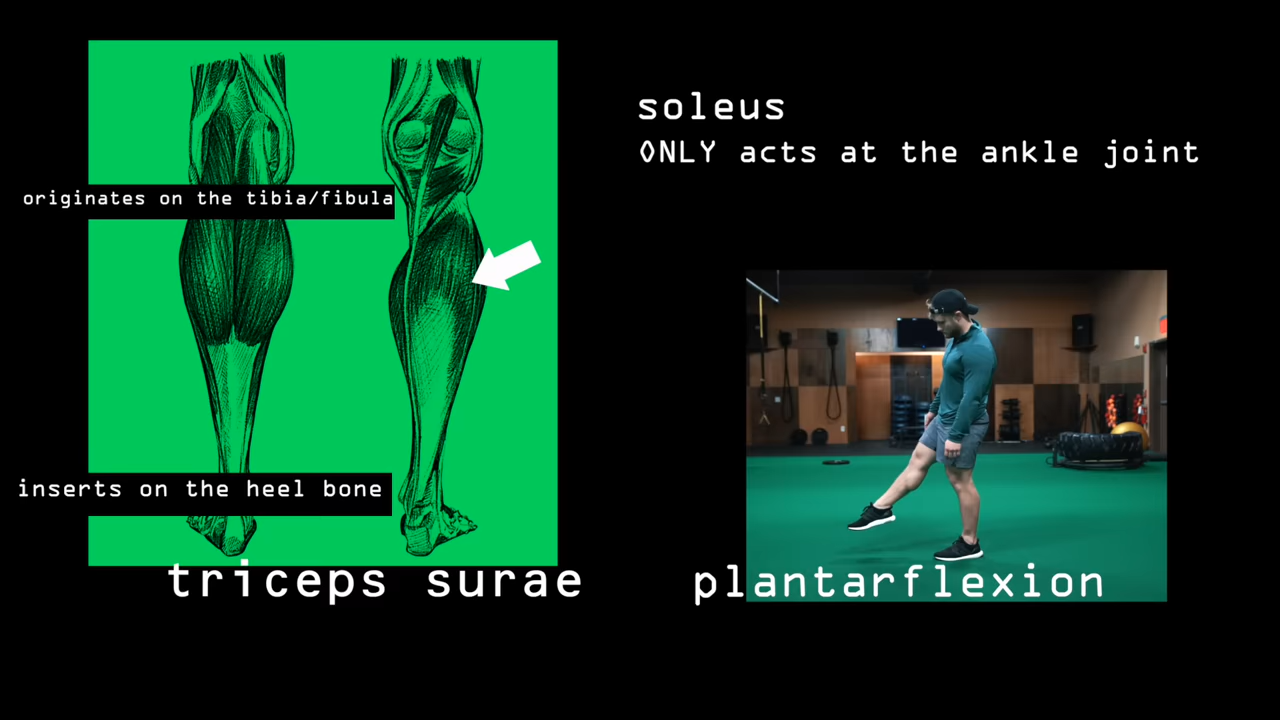 soleus
ONLY acts at the ankle joint
originates on the tibia/fibula
inserts on the heel bone
triceps surae
plantarflexion